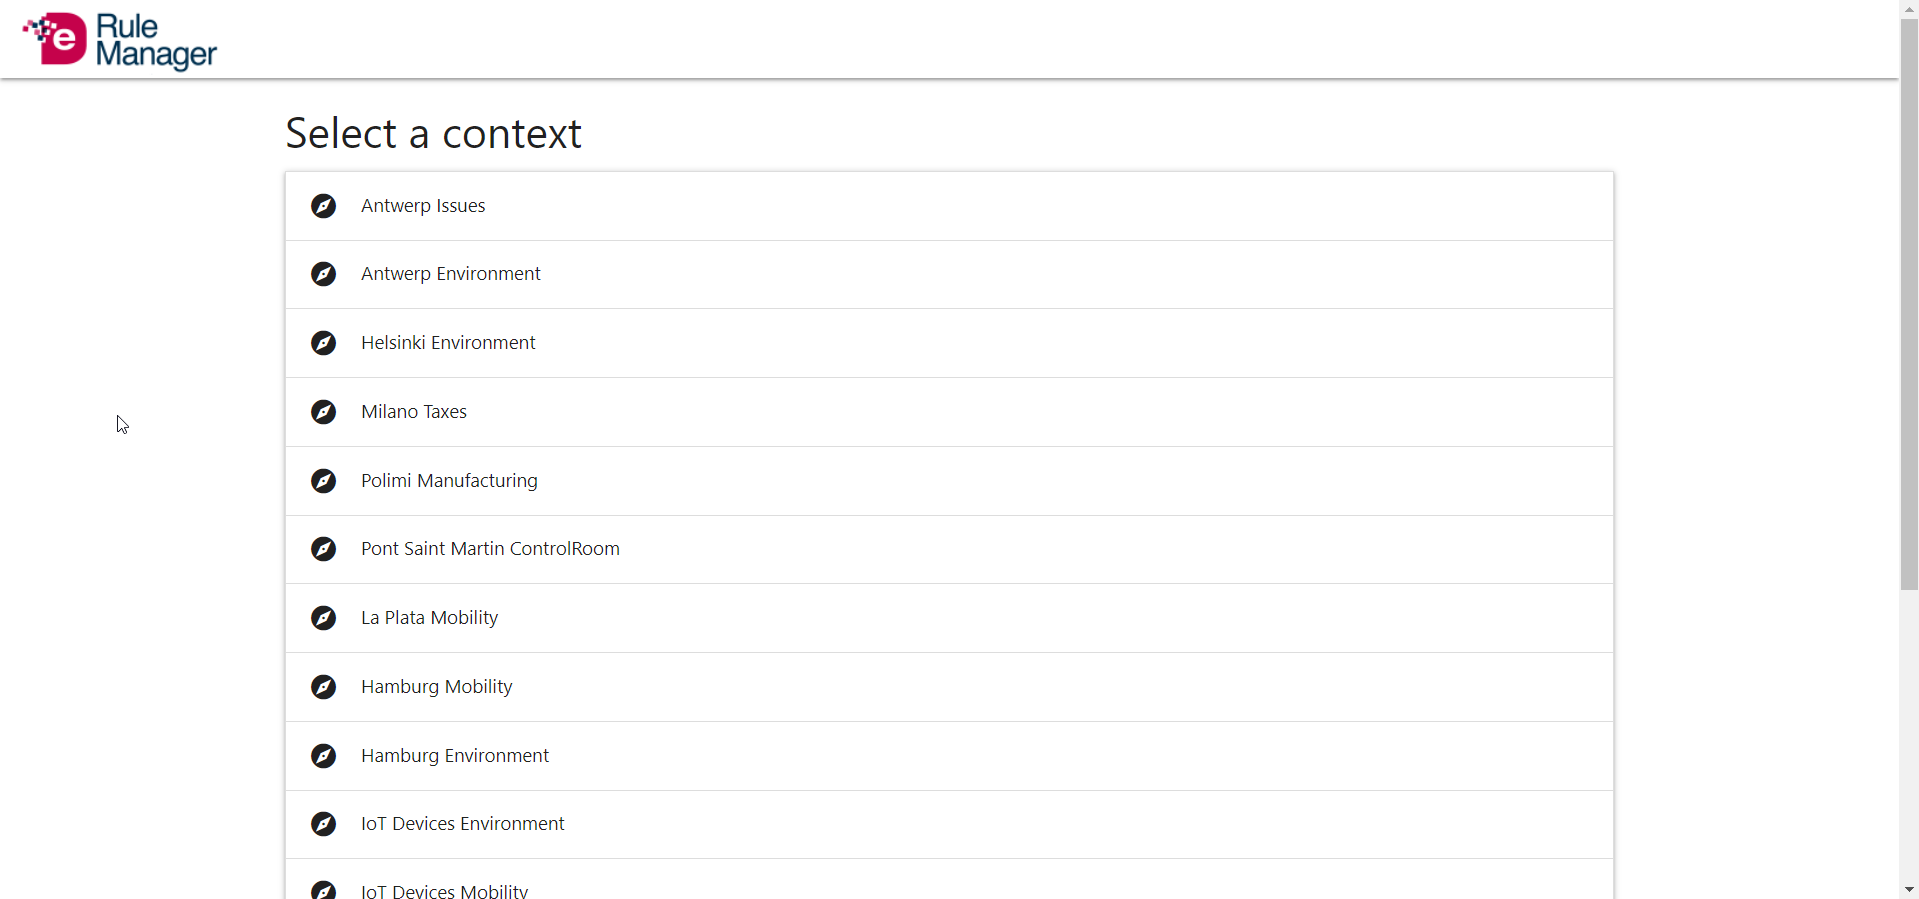 e Rule
Manager
Select a context
Antwerp Issues
Antwerp Environment
Helsinki Environment
Milano Taxes
Polimi Manufacturing
Pont Saint Martin ControlRoom
La Plata Mobility
Hamburg Mobility
Hamburg Environment
IoT Devices Environment
IoT Devices Mobility